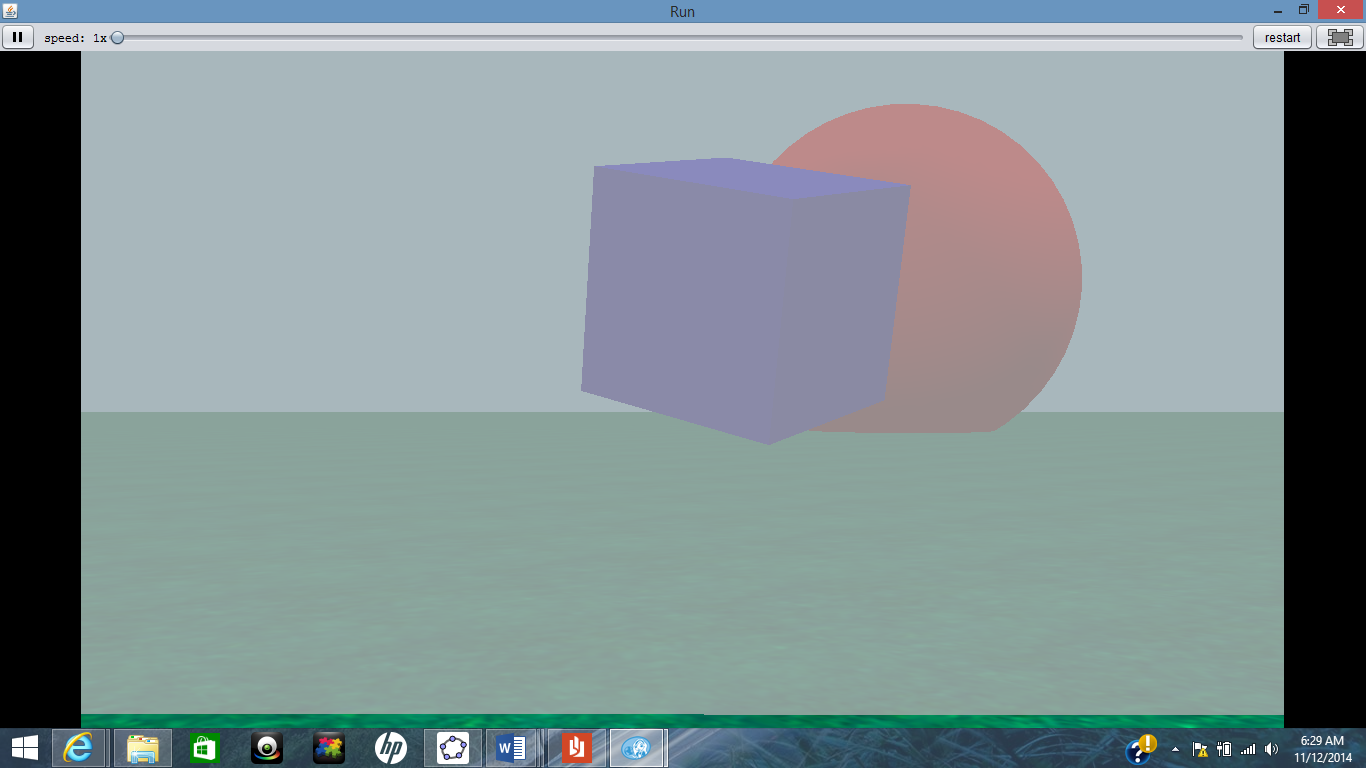 Run
speed: 1x
restart
hp
W
?
!
6:29 AM
11/12/2014